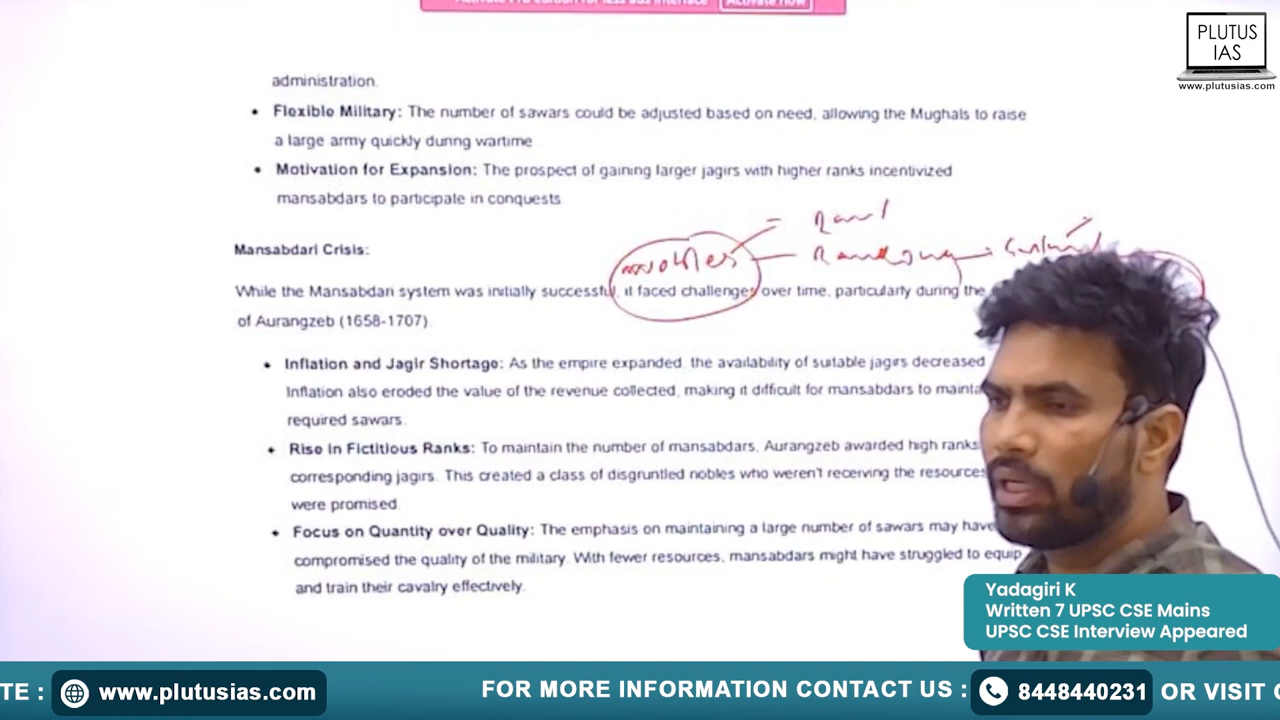 Activate Pro edition for less ads interface Activate now
PLUTUS
IAS
www.plutusias.com
administration.
• Flexible Military: The number of sawars could be adjusted based on need, allowing the Mughals to raise
a large army quickly during wartime
• Motivation for Expansion: The prospect of gaining larger jagirs with higher ranks incentivized
mansabdars to participate in conquests
Mansabdari Crisis:
nobles
While the Mansabdari system was initially successful, it faced challenges over time, particularly during the
of Aurangzeb (1658-1707).
• Inflation and Jagir Shortage: As the empire expanded, the availability of suitable jagirs decreased
Inflation also eroded the value of the revenue collected, making it difficult for mansabdars to mainta
required sawars.
• Rise in Fictitious Ranks: To maintain the number of mansabdars, Aurangzeb awarded high ranks
corresponding jagirs. This created a class of disgruntled nobles who weren't receiving the resources
were promised.
• Focus on Quantity over Quality: The emphasis on maintaining a large number of sawars may have
compromised the quality of the military. With fewer resources, mansabdars might have struggled to equip
and train their cavalry effectively.
Yadagiri K
Written 7 UPSC CSE Mains
UPSC CSE Interview Appeared
TE : www.plutusias.com FOR MORE INFORMATION CONTACT US : 8448440231 OR VISIT